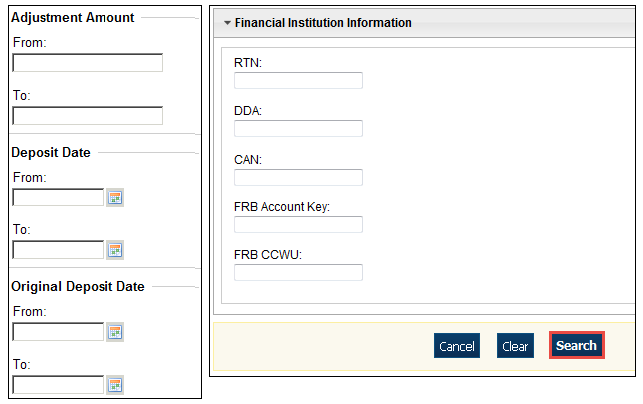 Adjustment Amount
From:
To:
Deposit Date
From:
To:
Original Deposit Date
From:
To:
Financial Institution Information
RTN:
DDA:
CAN:
FRB Account Key:
FRB CCWU:
Cancel Clear Search